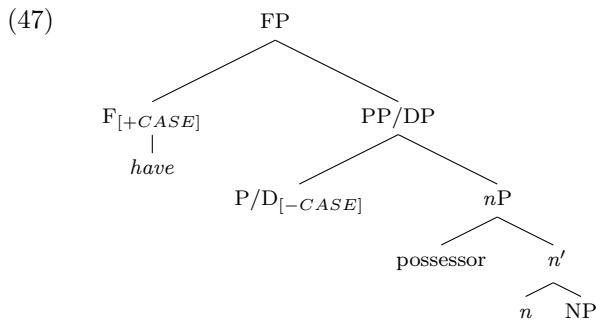 (47) FP
F[+CASE] PP/DP
have
P/D[−CASE] nP
possessor n′
n NP